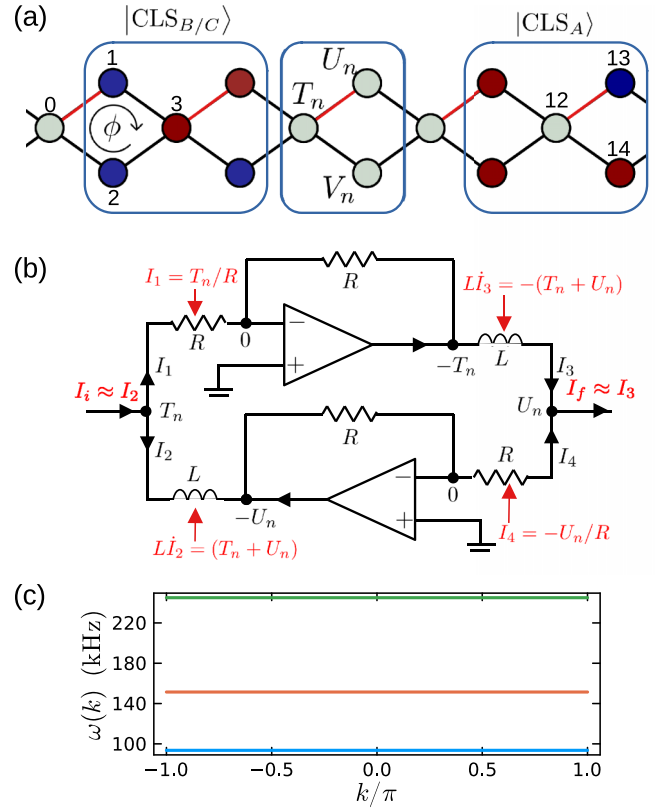 (a)
|CLS_{B/C}⟩
|CLS_A⟩
0
1
2
3
ϕ
T_n
U_n
V_n
12
13
14
(b)
I_1 = T_n/R
R
Lİ_3 = −(T_n + U_n)
R
0
−
+
−T_n
L
I_1
I_3
I_i ≈ I_2
T_n
U_n
I_f ≈ I_3
I_2
R
I_4
L
R
−
0
+
−U_n
Lİ_2 = (T_n + U_n)
I_4 = −U_n/R
(c)
ω(k) (kHz)
220
180
140
100
−1.0
−0.5
0.0
0.5
1.0
k/π